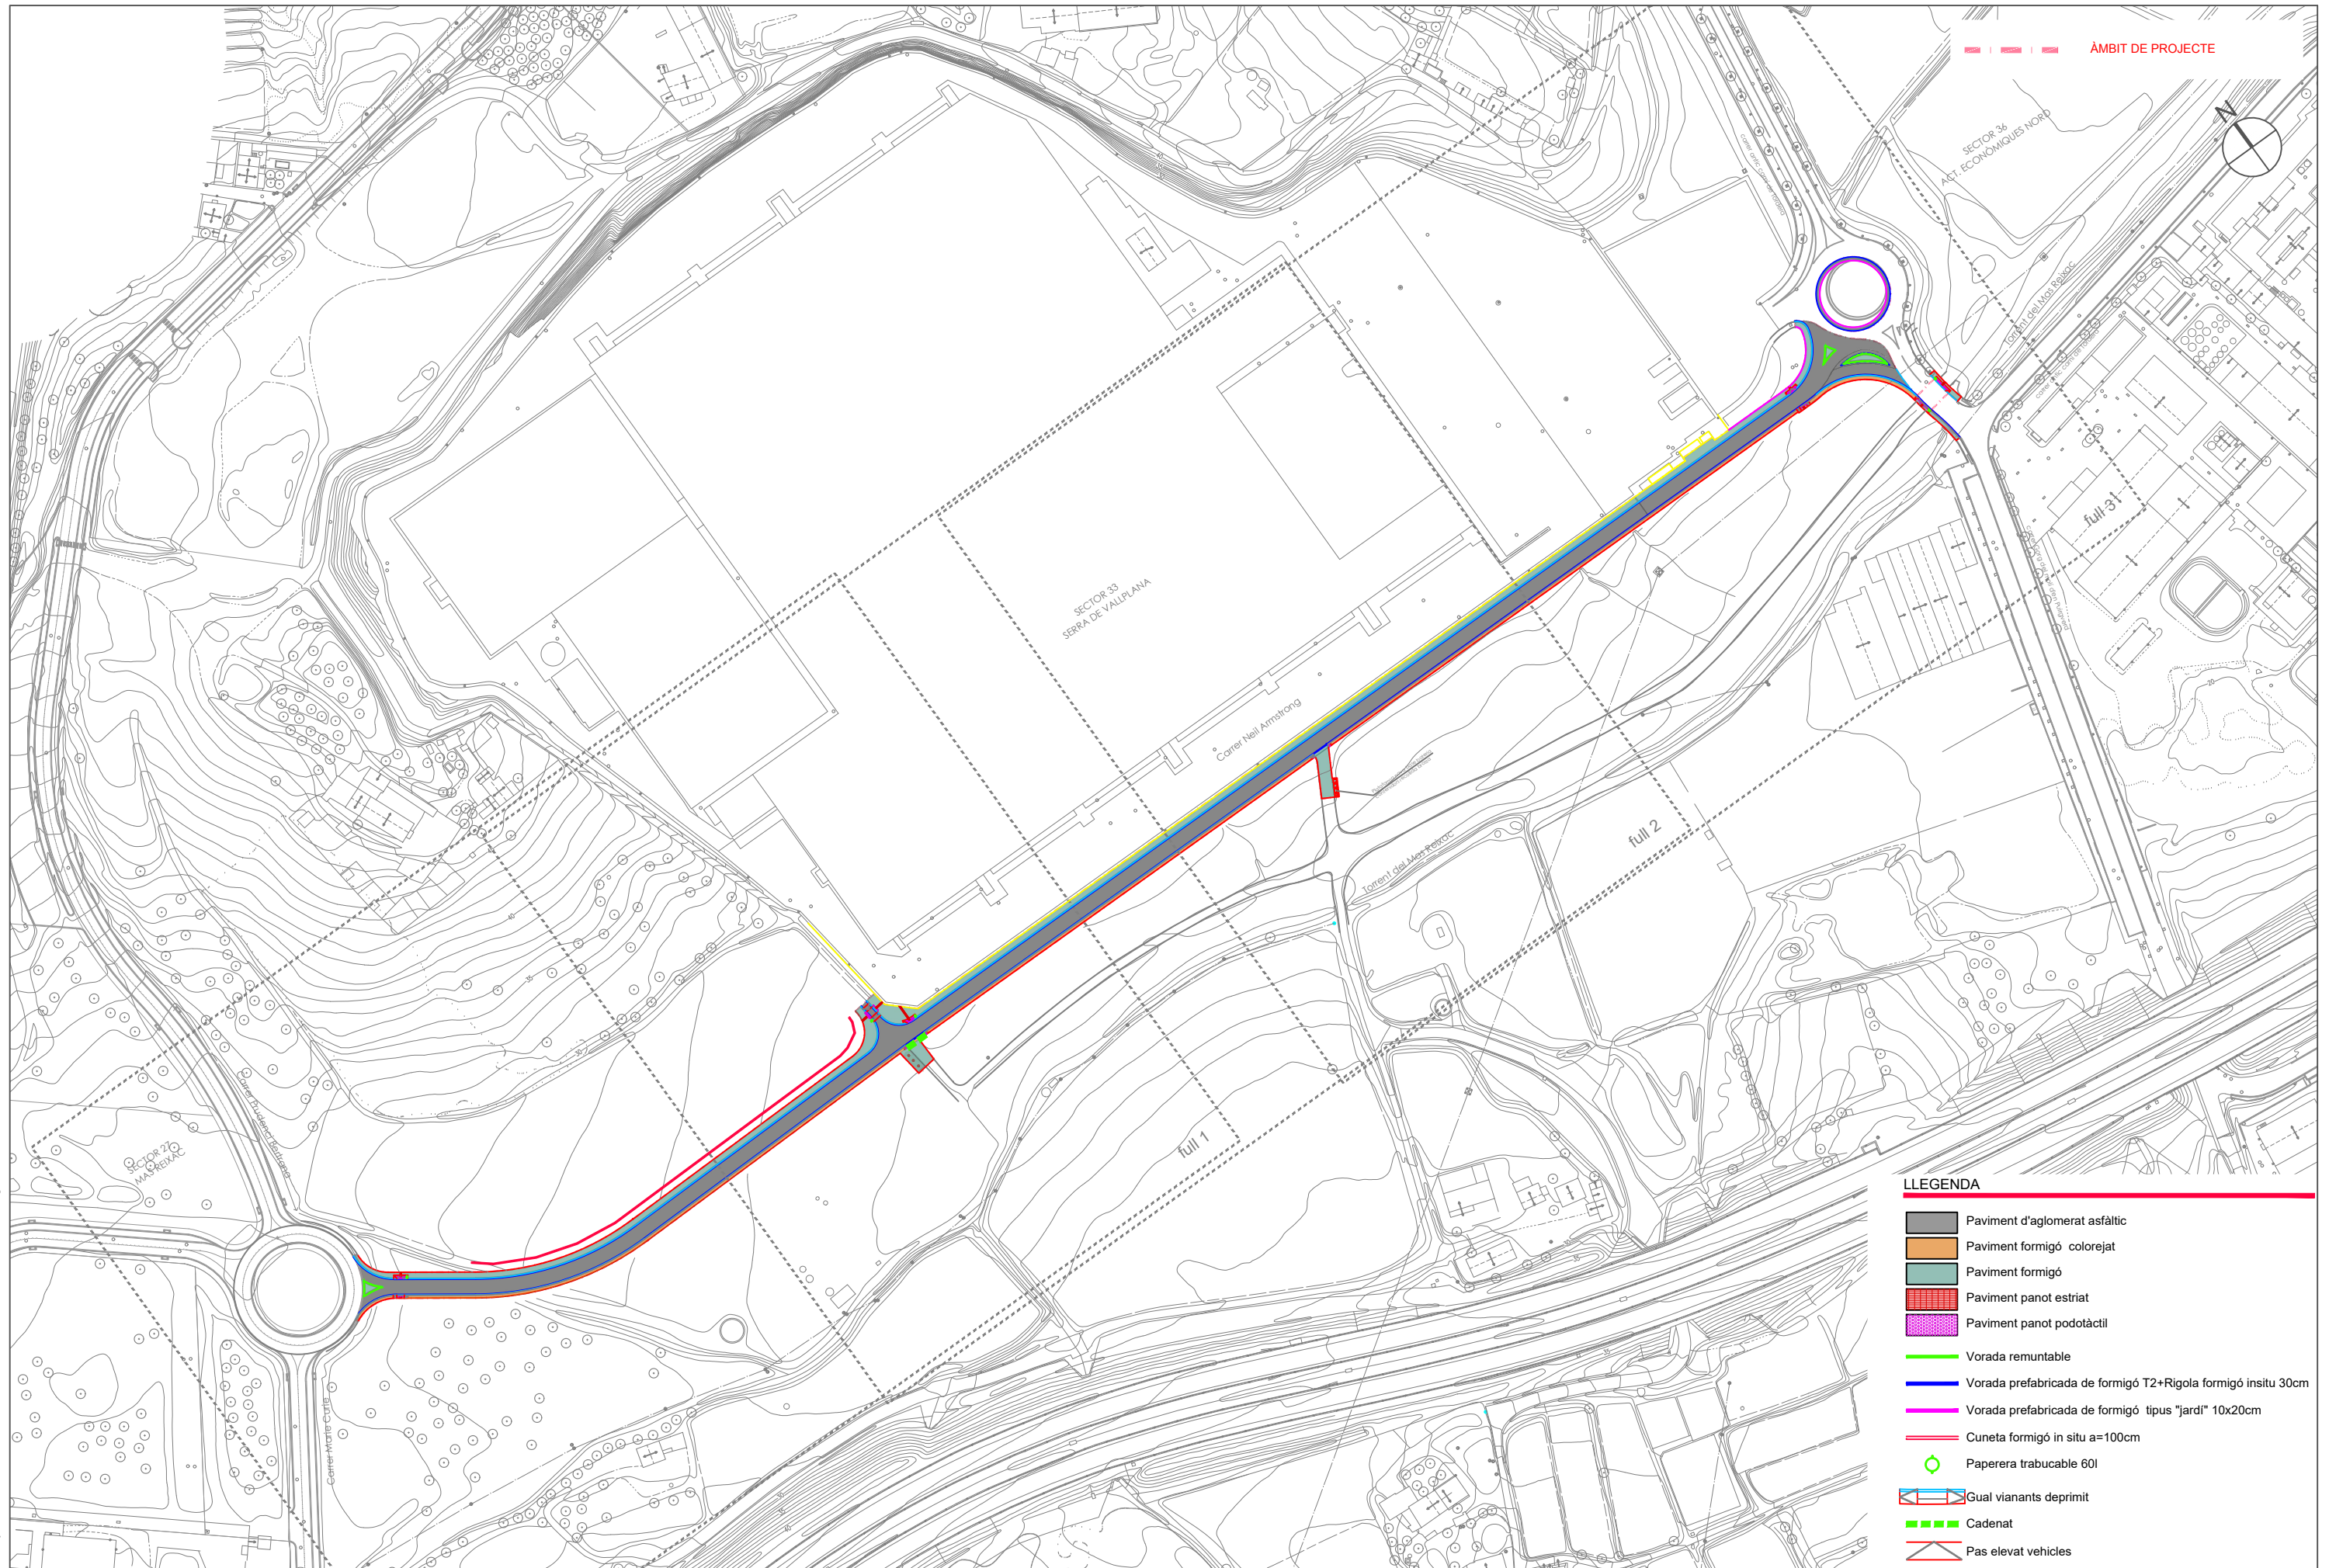 ÀMBIT DE PROJECTE
N
SECTOR 36
ACT. ECONÒMIQUES NORD
Torrent del Mas Reixac
full 3
SECTOR 33
SERRA DE VALLPLANA
Carrer Neil Armstrong
full 2
Torrent del Mas Reixac
full 1
Carrer Prudenci Bertrana
SECTOR 27
MAS REIXAC
Carrer Marie Curie
LLEGENDA
Paviment d'aglomerat asfàltic
Paviment formigó colorejat
Paviment formigó
Paviment panot estriat
Paviment panot podotàctil
Vorada remuntable
Vorada prefabricada de formigó T2+Rigola formigó insitu 30cm
Vorada prefabricada de formigó tipus "jardí" 10x20cm
Cuneta formigó in situ a=100cm
Paperera trabucable 60l
Gual vianants deprimit
Cadenat
Pas elevat vehicles